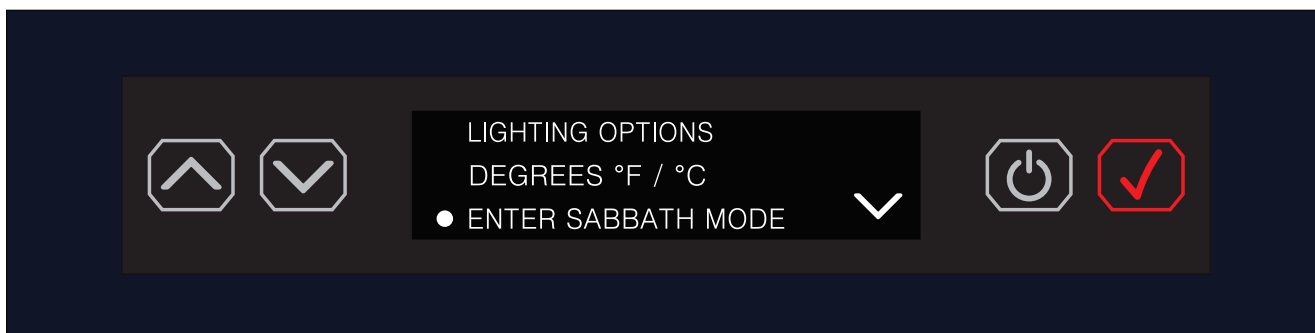 LIGHTING OPTIONS
DEGREES °F / °C
ENTER SABBATH MODE